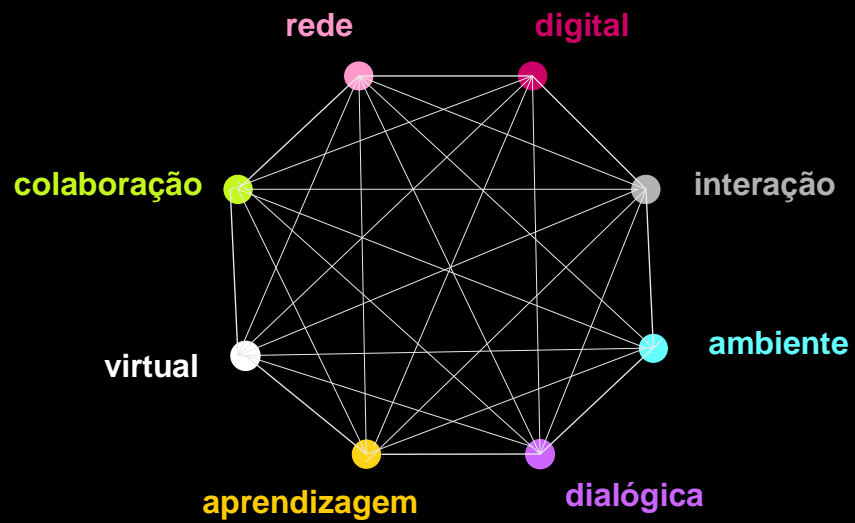 rede
digital
colaboração
interação
virtual
ambiente
aprendizagem
dialógica